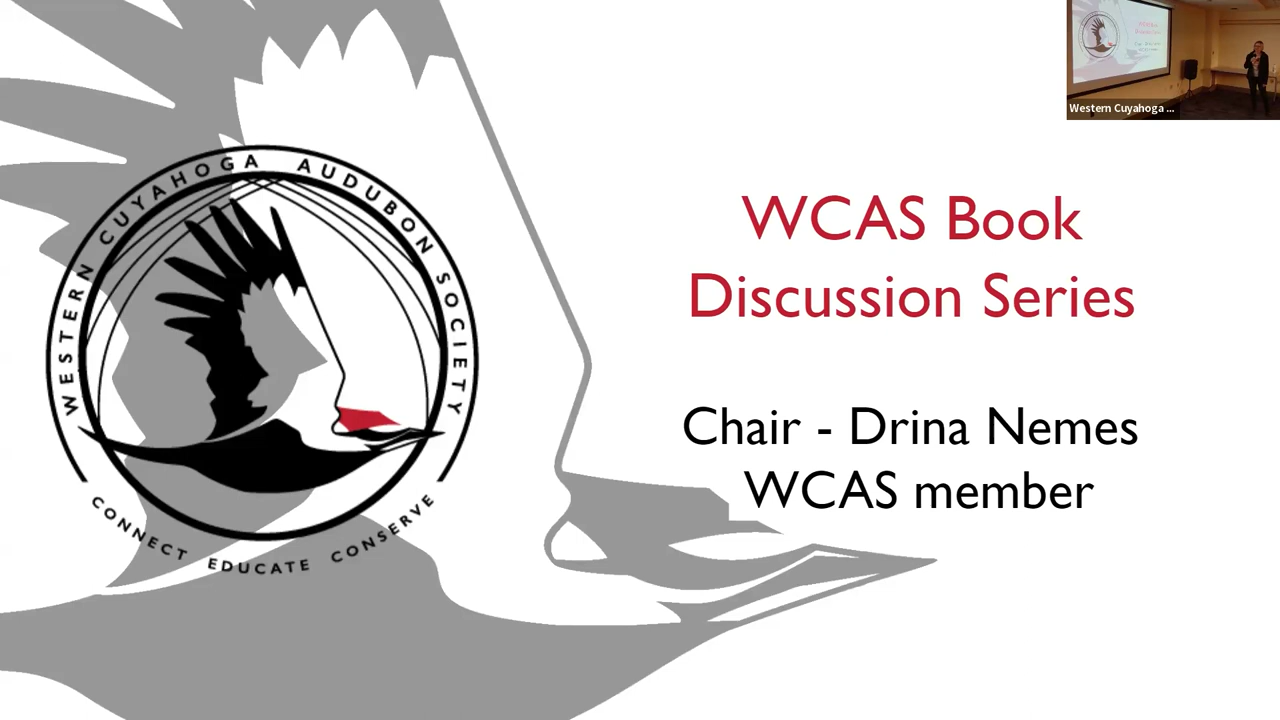 WESTERN CUYAHOGA AUDUBON SOCIETY
CONNECT EDUCATE CONSERVE
WCAS Book
Discussion Series
Chair - Drina Nemes
WCAS member
Western Cuyahoga ...